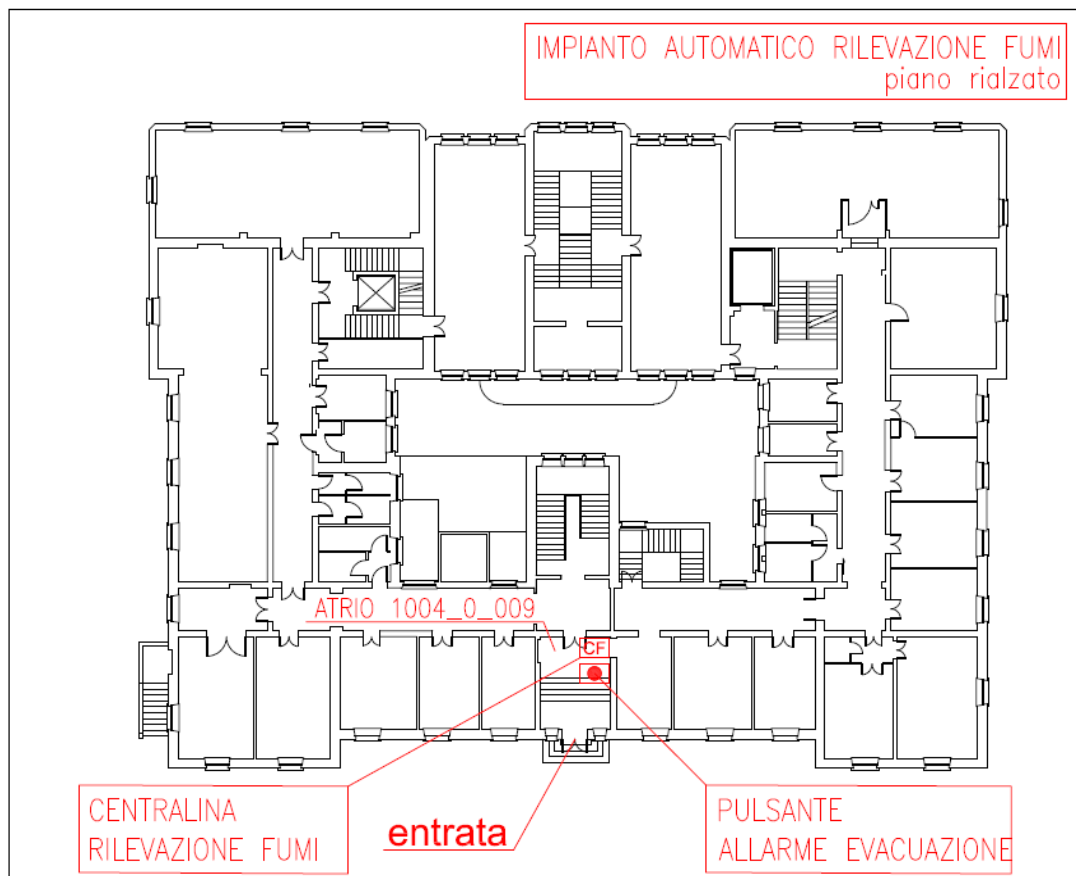 IMPIANTO AUTOMATICO RILEVAZIONE FUMI
piano rialzato
ATRIO 1004_0_009
CF
CENTRALINA
RILEVAZIONE FUMI
entrata
PULSANTE
ALLARME EVACUAZIONE